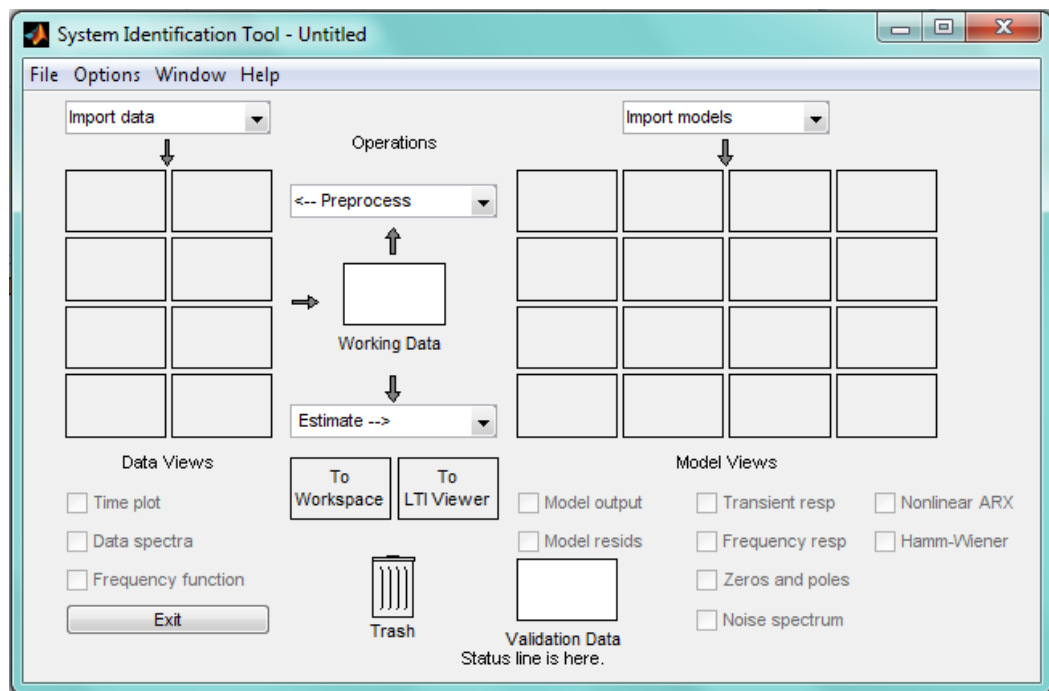 System Identification Tool - Untitled
File Options Window Help
Import data
Import models
Operations
<-- Preprocess
Working Data
Estimate -->
Data Views
Model Views
To
Workspace
To
LTI Viewer
Time plot
Model output
Transient resp
Nonlinear ARX
Data spectra
Model resids
Frequency resp
Hamm-Wiener
Frequency function
Zeros and poles
Exit
Noise spectrum
Trash
Validation Data
Status line is here.